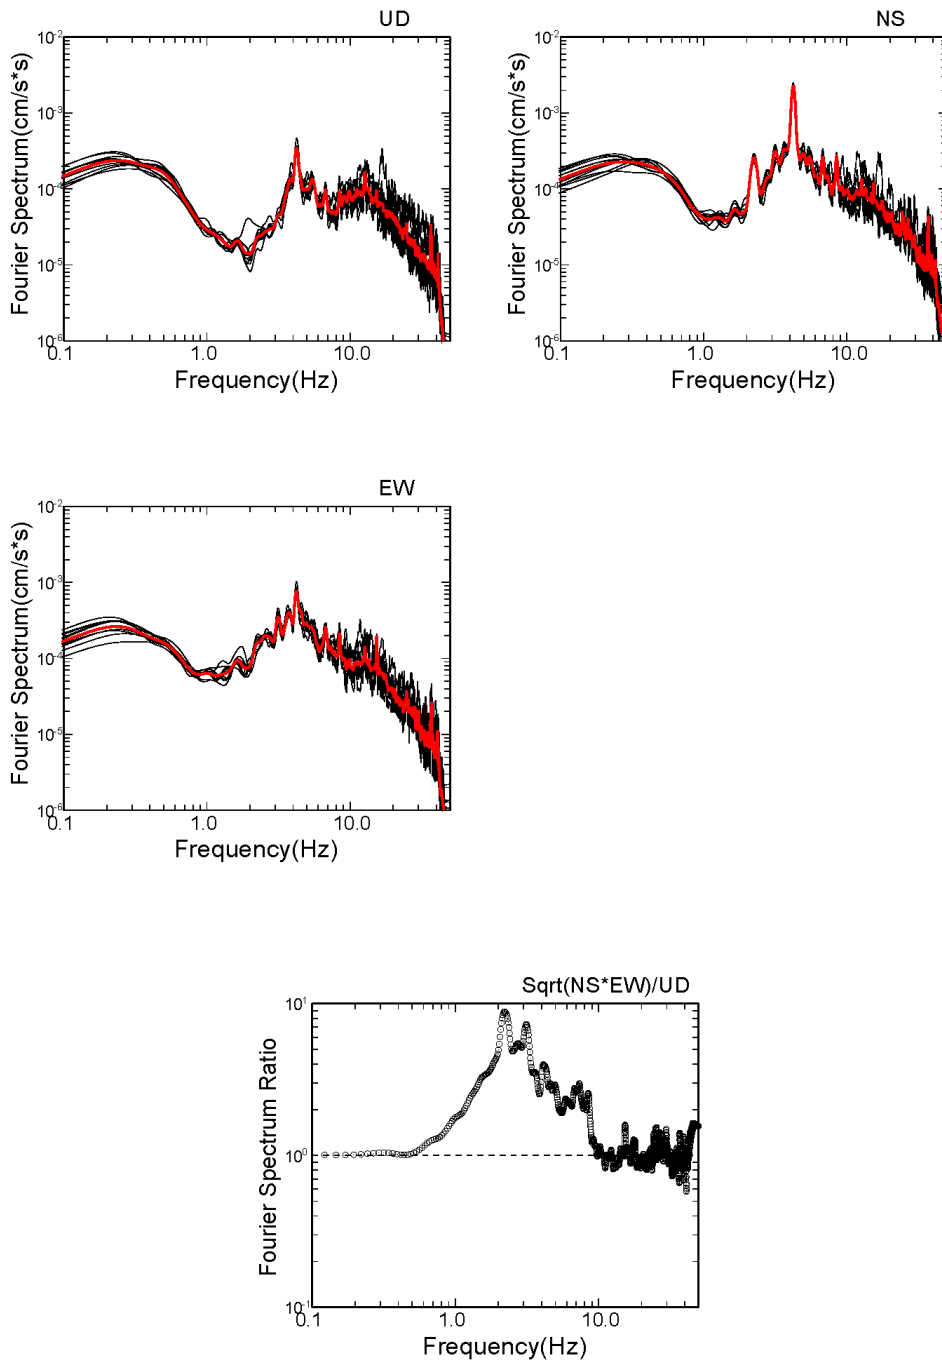 UD
10-2
10-3
10-4
10-5
10-6
0.1 1.0 10.0
Fourier Spectrum(cm/s*s)
Frequency(Hz)
NS
10-2
10-3
10-4
10-5
10-6
0.1 1.0 10.0
Fourier Spectrum(cm/s*s)
Frequency(Hz)
EW
10-2
10-3
10-4
10-5
10-6
0.1 1.0 10.0
Fourier Spectrum(cm/s*s)
Frequency(Hz)
Sqrt(NS*EW)/UD
101
100
10-1
0.1 1.0 10.0
Fourier Spectrum Ratio
Frequency(Hz)